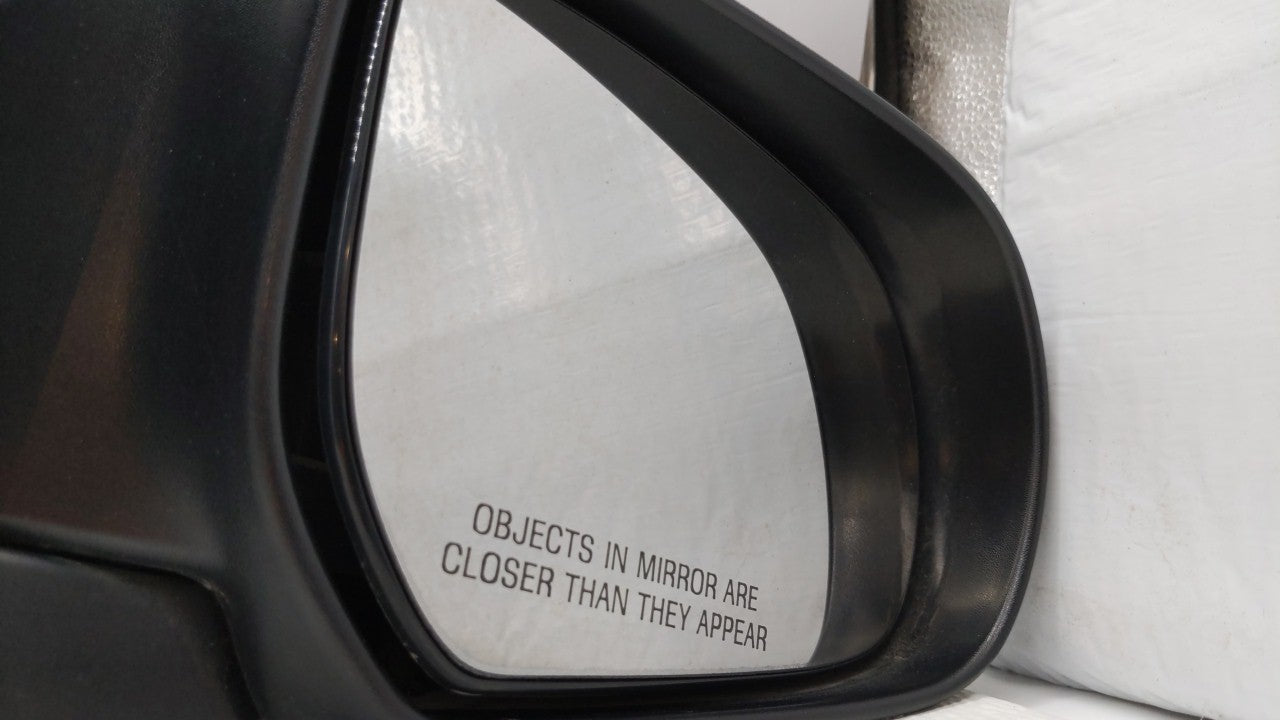 OBJECTS IN MIRROR ARE
CLOSER THAN THEY APPEAR